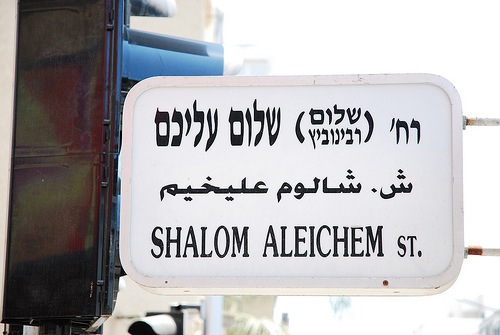 רח' (שלום רבינוביץ) שלום עליכם
ش. شالوم عليخيم
SHALOM ALEICHEM ST.